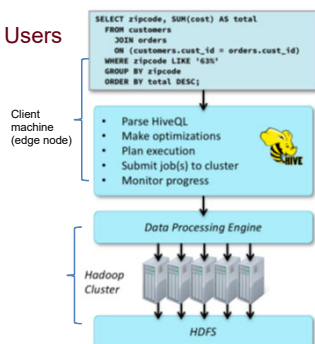 SELECT zipcode, SUM(cost) AS total
FROM customers
JOIN orders
ON (customers.cust_id = orders.cust_id)
WHERE zipcode LIKE '63%'
GROUP BY zipcode
ORDER BY total DESC;
Users
Client
machine
(edge node)
• Parse HiveQL
• Make optimizations
• Plan execution
• Submit job(s) to cluster
• Monitor progress
HIVE
Data Processing Engine
Hadoop
Cluster
HDFS